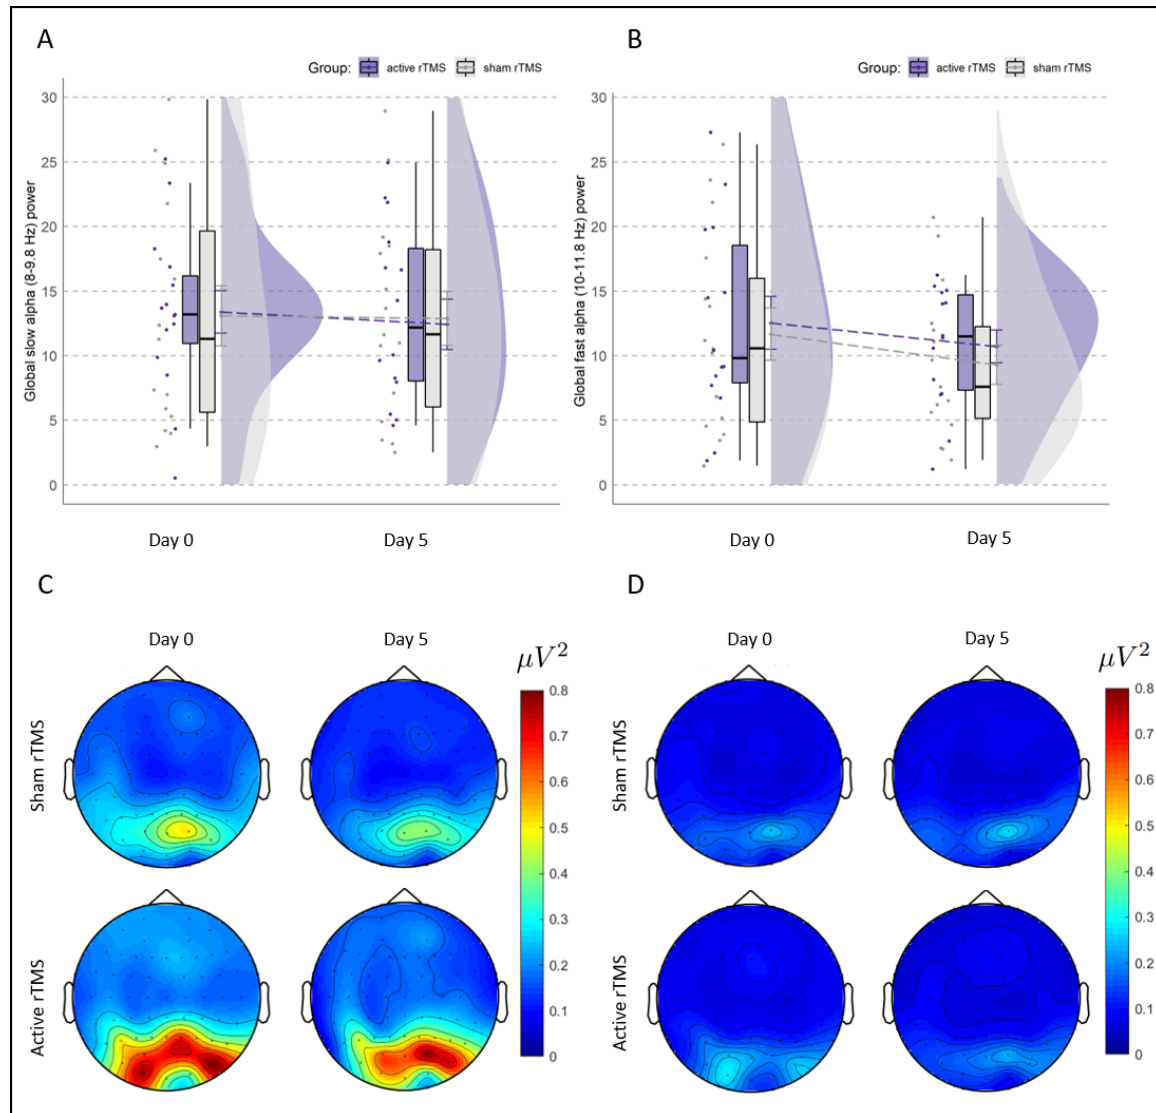 A
B
Group: active rTMS sham rTMS
Group: active rTMS sham rTMS
Global slow alpha (8-9.8 Hz) power
30
25
20
15
10
5
0
Day 0
Day 5
Global fast alpha (10-11.8 Hz) power
30
25
20
15
10
5
0
Day 0
Day 5
C
D
Day 0
Day 5
μV²
Sham rTMS
Active rTMS
0.8
0.7
0.6
0.5
0.4
0.3
0.2
0.1
0
Day 0
Day 5
μV²
Sham rTMS
Active rTMS
0.8
0.7
0.6
0.5
0.4
0.3
0.2
0.1
0